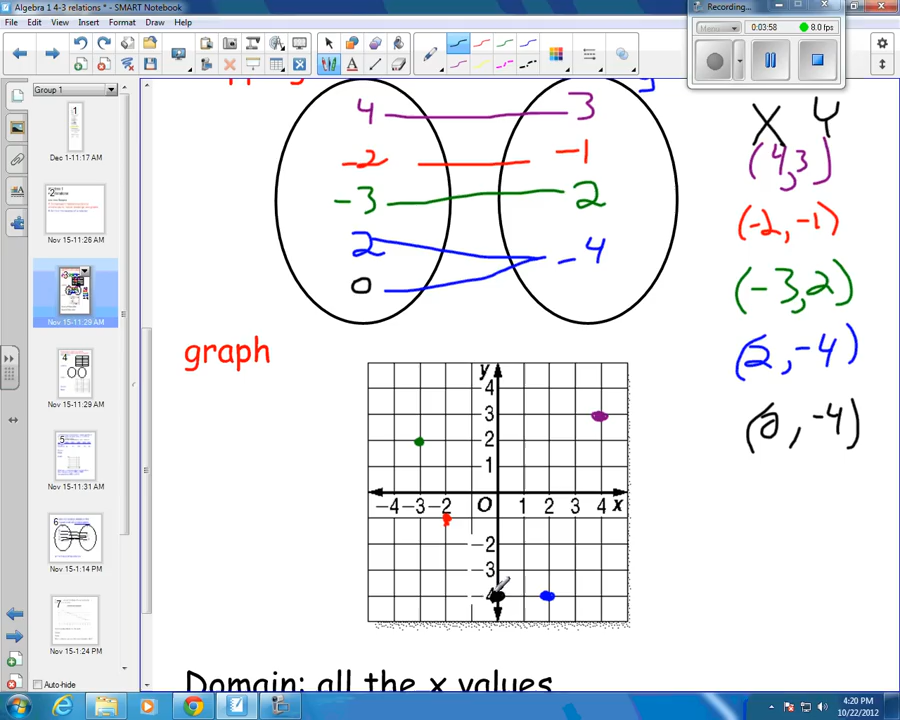 Algebra 1 4-3 relations * - SMART Notebook
Recording...
File Edit View Insert Format Draw Help
Menu
0:03:58
8.0 fps
Group 1
X Y
4 3
(4,3)
-2 -1
(-2,-1)
-3 2
2 -4
(-3,2)
0
(2,-4)
graph
(0,-4)
y
4
3
2
1
-4 -3 -2 O 1 2 3 4 x
-2
-3
-4
Dec 1-11:17 AM
Nov 15-11:26 AM
Nov 15-11:29 AM
Nov 15-11:29 AM
Nov 15-11:31 AM
Nov 15-1:14 PM
Nov 15-1:24 PM
Auto-hide
Domain: all the x values
4:20 PM
10/22/2012